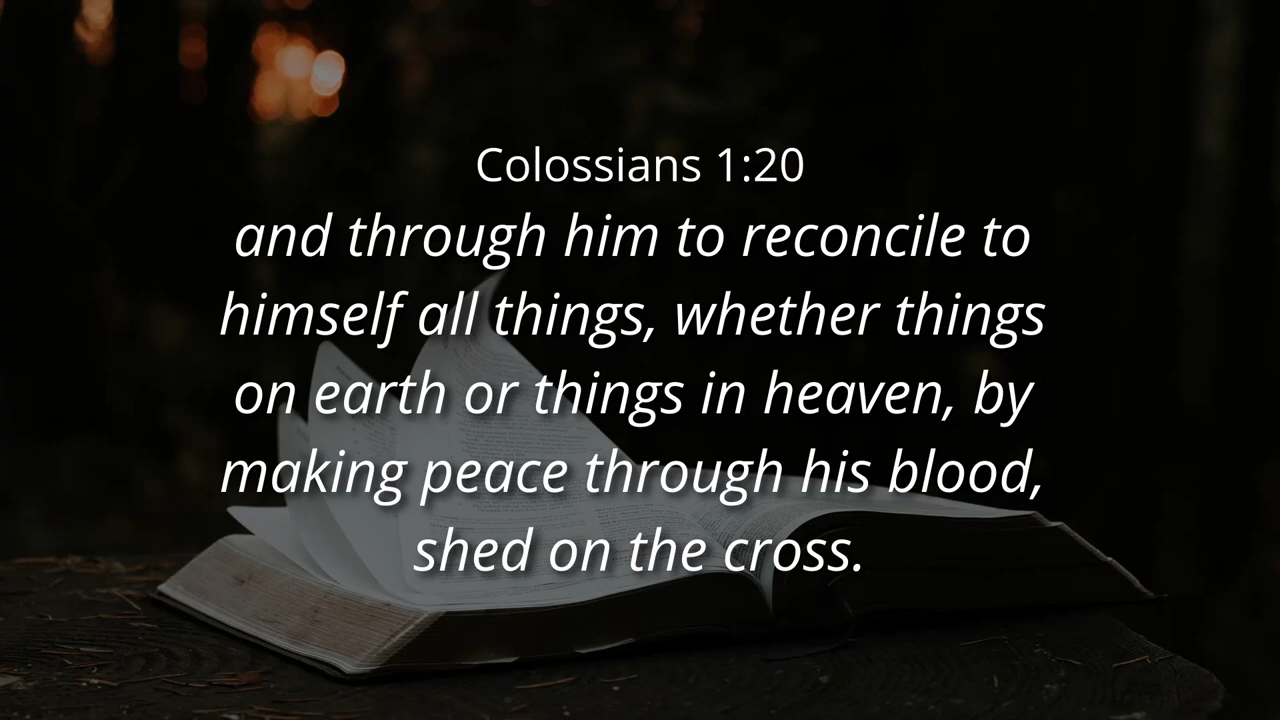 Colossians 1:20
and through him to reconcile to
himself all things, whether things
on earth or things in heaven, by
making peace through his blood,
shed on the cross.